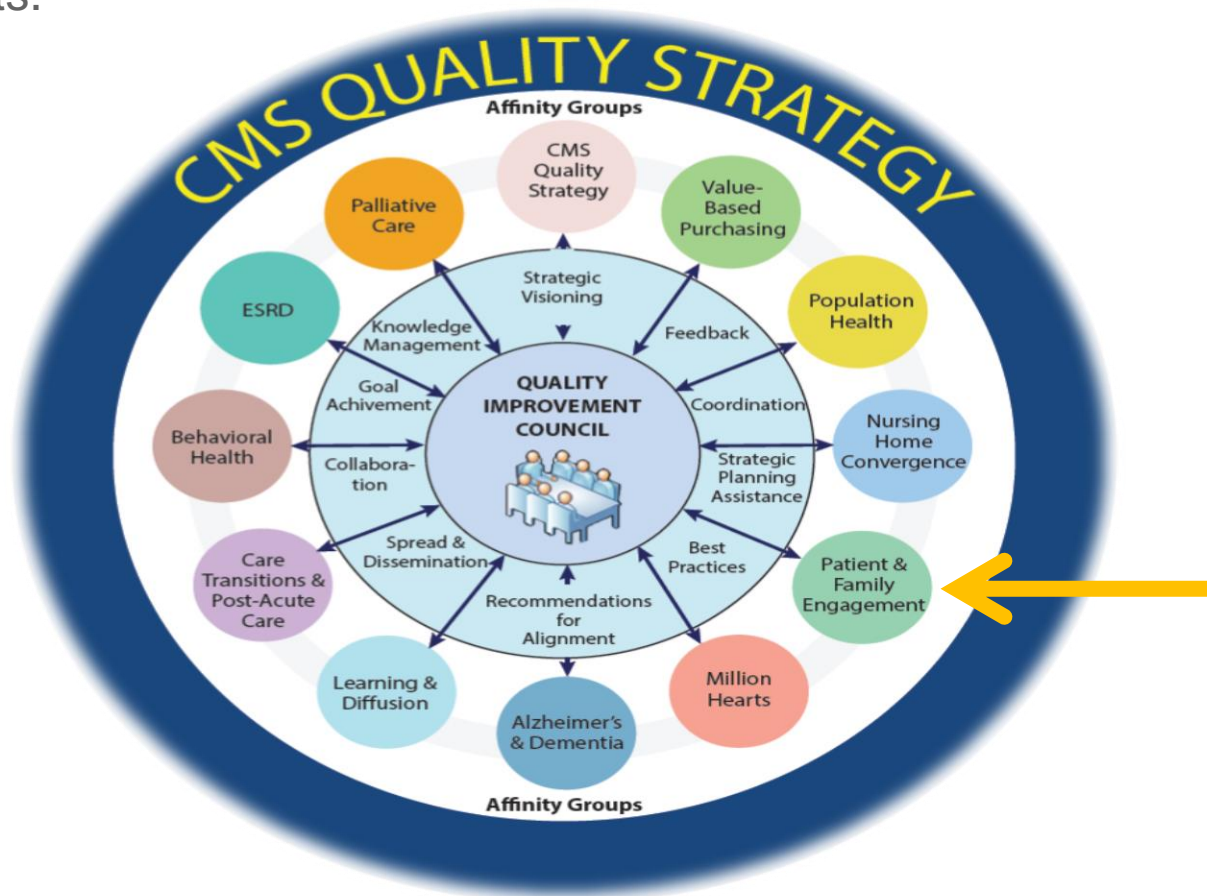 CMS QUALITY STRATEGY
Affinity Groups
CMS
Quality
Strategy
Value-
Based
Purchasing
Population
Health
Nursing
Home
Convergence
Patient &
Family
Engagement
Million
Hearts
Alzheimer's
& Dementia
Learning &
Diffusion
Care
Transitions &
Post-Acute
Care
Behavioral
Health
ESRD
Palliative
Care
Strategic
Visioning
Feedback
Coordination
Strategic
Planning
Assistance
Best
Practices
Recommendations
for
Alignment
Spread &
Dissemination
Collabora-
tion
Goal
Achivement
Knowledge
Management
QUALITY
IMPROVEMENT
COUNCIL
Affinity Groups